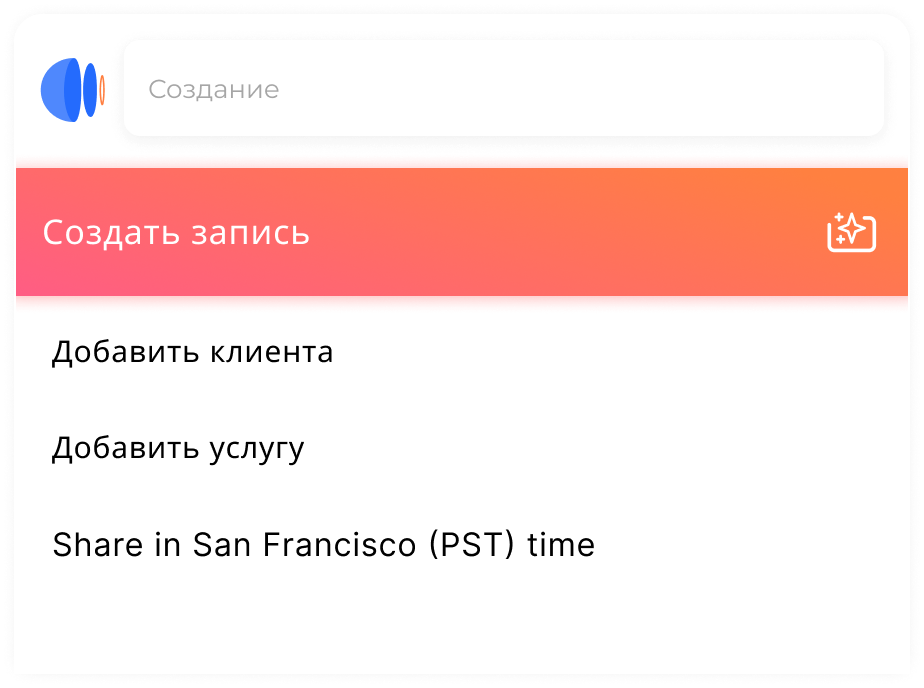 Создание
Создать запись
Добавить клиента
Добавить услугу
Share in San Francisco (PST) time